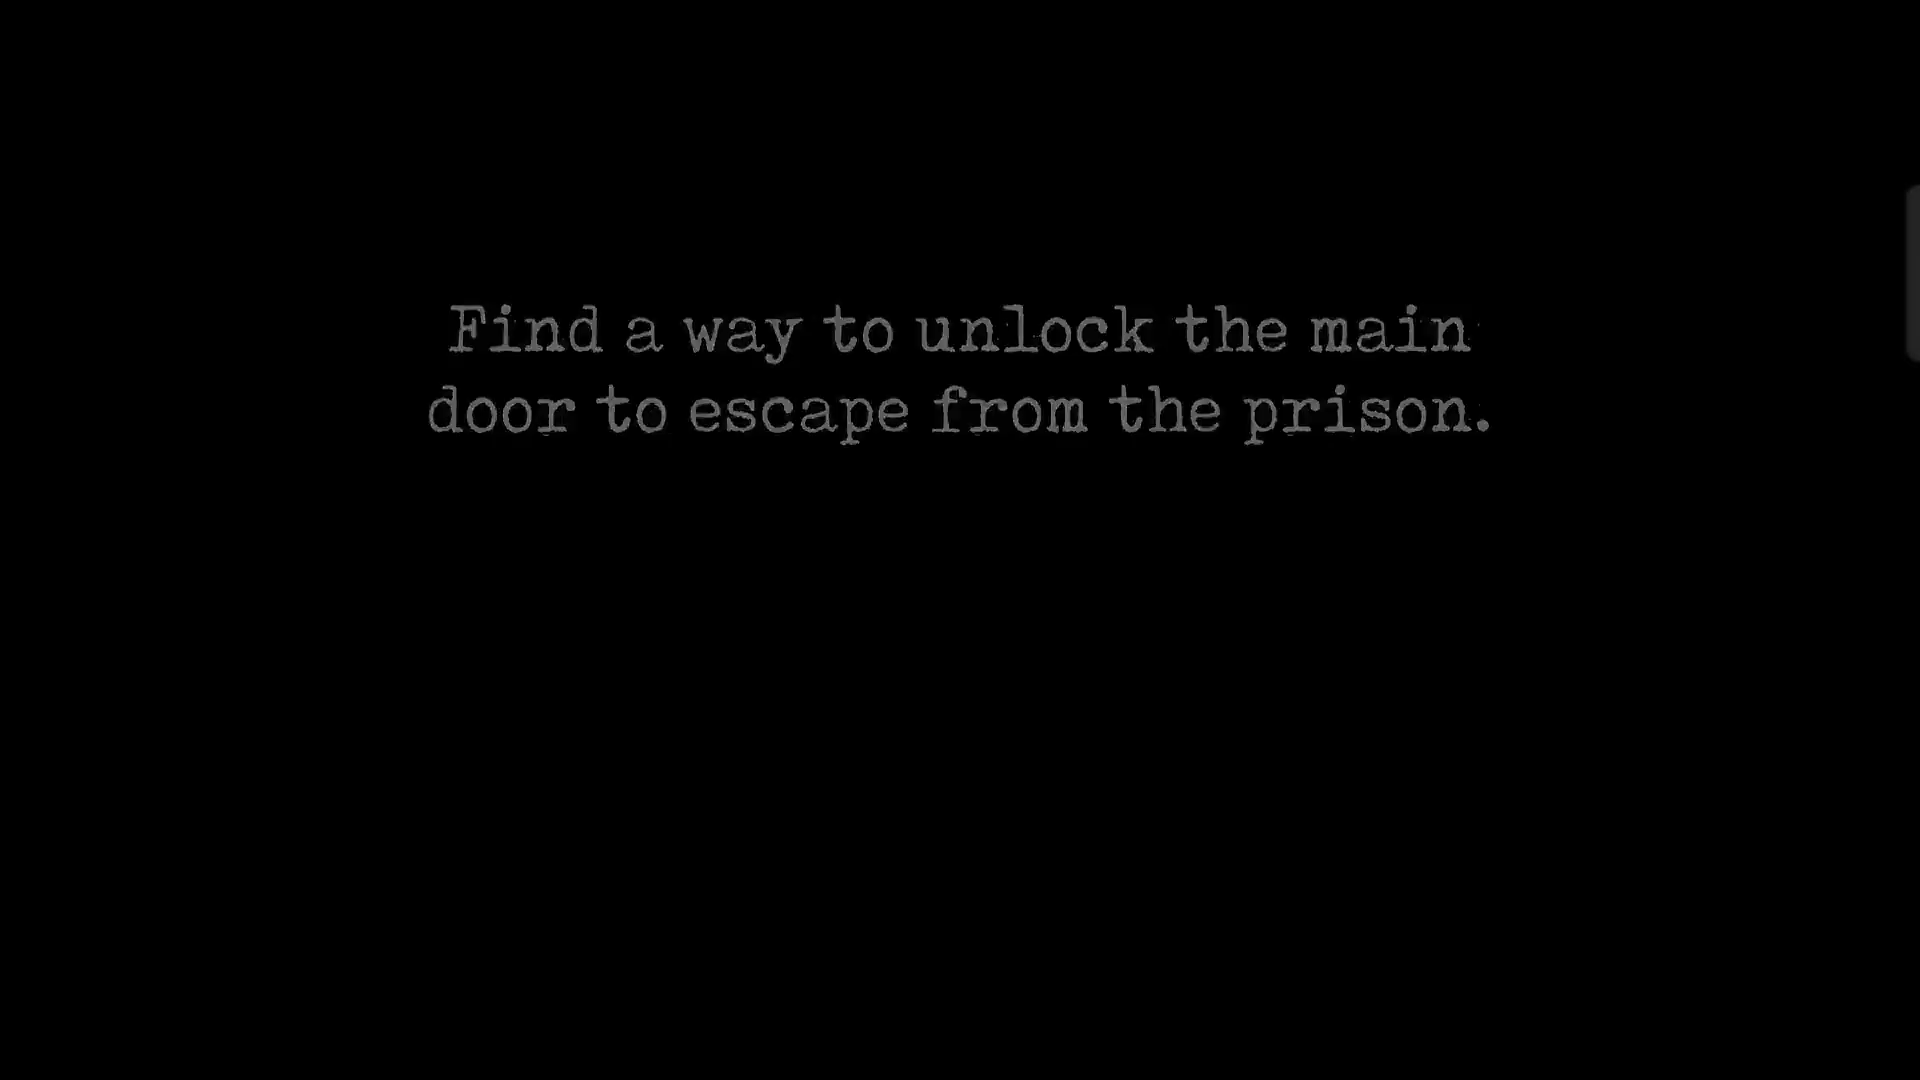 Find a way to unlock the main
door to escape from the prison.